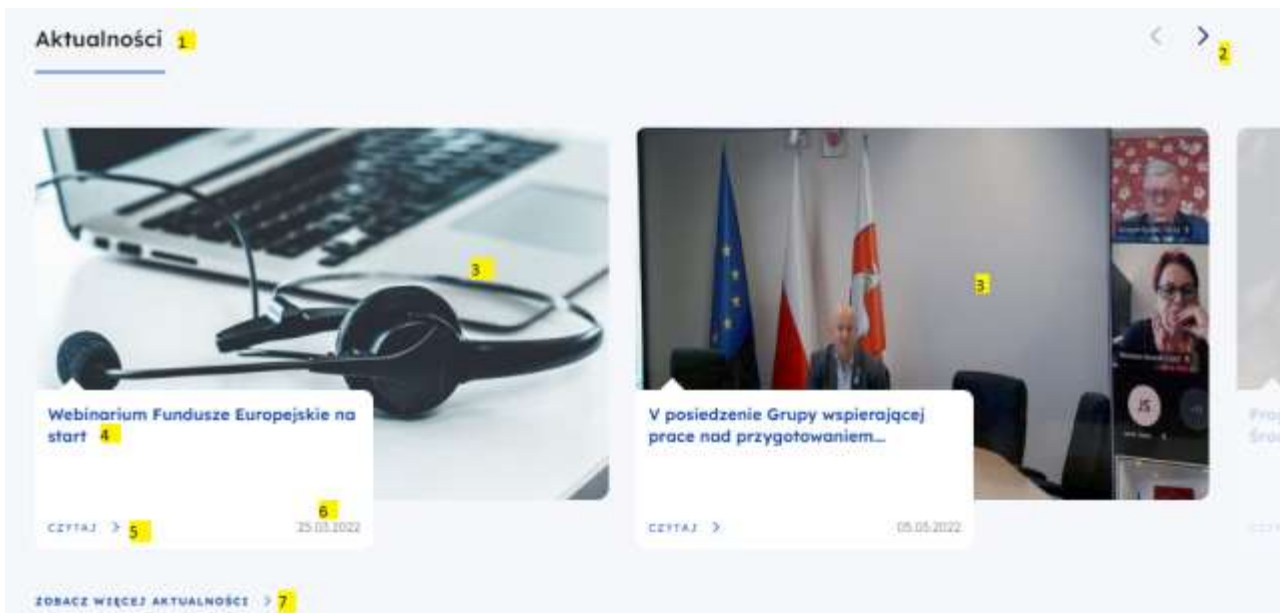 Aktualności 1
2
3
3
JS
Webinarium Fundusze Europejskie na
start 4
V posiedzenie Grupy wspierającej
prace nad przygotowaniem...
6
CZYTAJ > 5
25.03.2022
CZYTAJ >
05.05.2022
ZOBACZ WIĘCEJ AKTUALNOŚCI > 7